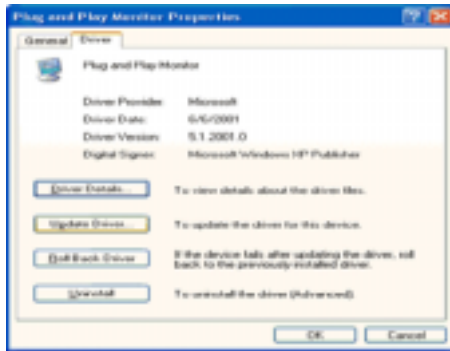 Plug and Play Monitor Properties
General Driver
Plug and Play Monitor
Driver Provider: Microsoft
Driver Date: 6/6/2001
Driver Version: 5.1.2001.0
Digital Signer: Microsoft Windows XP Publisher
Driver Details... To view details about the driver files.
Update Driver... To update the driver for this device.
Roll Back Driver If the device fails after updating the driver, roll
back to the previously installed driver.
Uninstall To uninstall the driver (Advanced).
OK Cancel